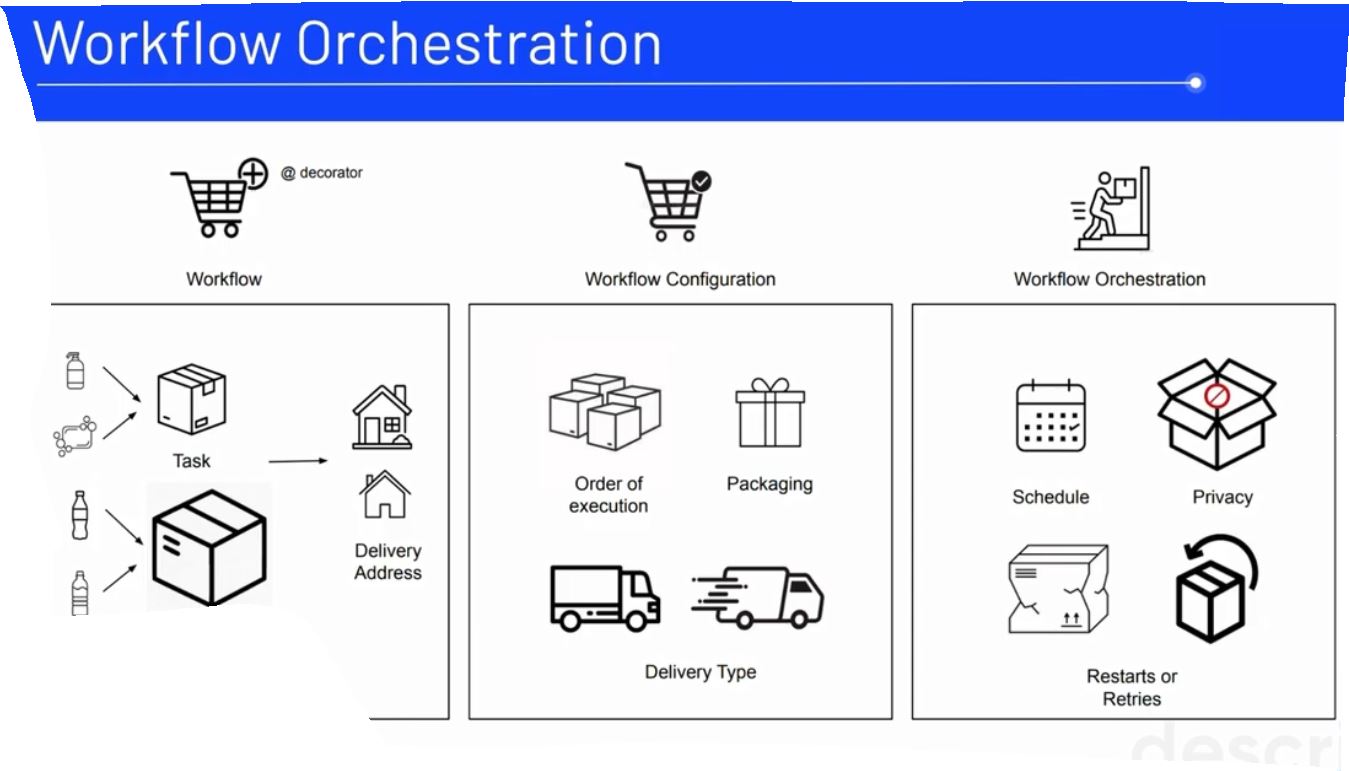 Workflow Orchestration
@ decorator
Workflow
Workflow Configuration
Workflow Orchestration
Task
Delivery
Address
Order of
execution
Packaging
Delivery Type
Schedule
Privacy
Restarts or
Retries
descri